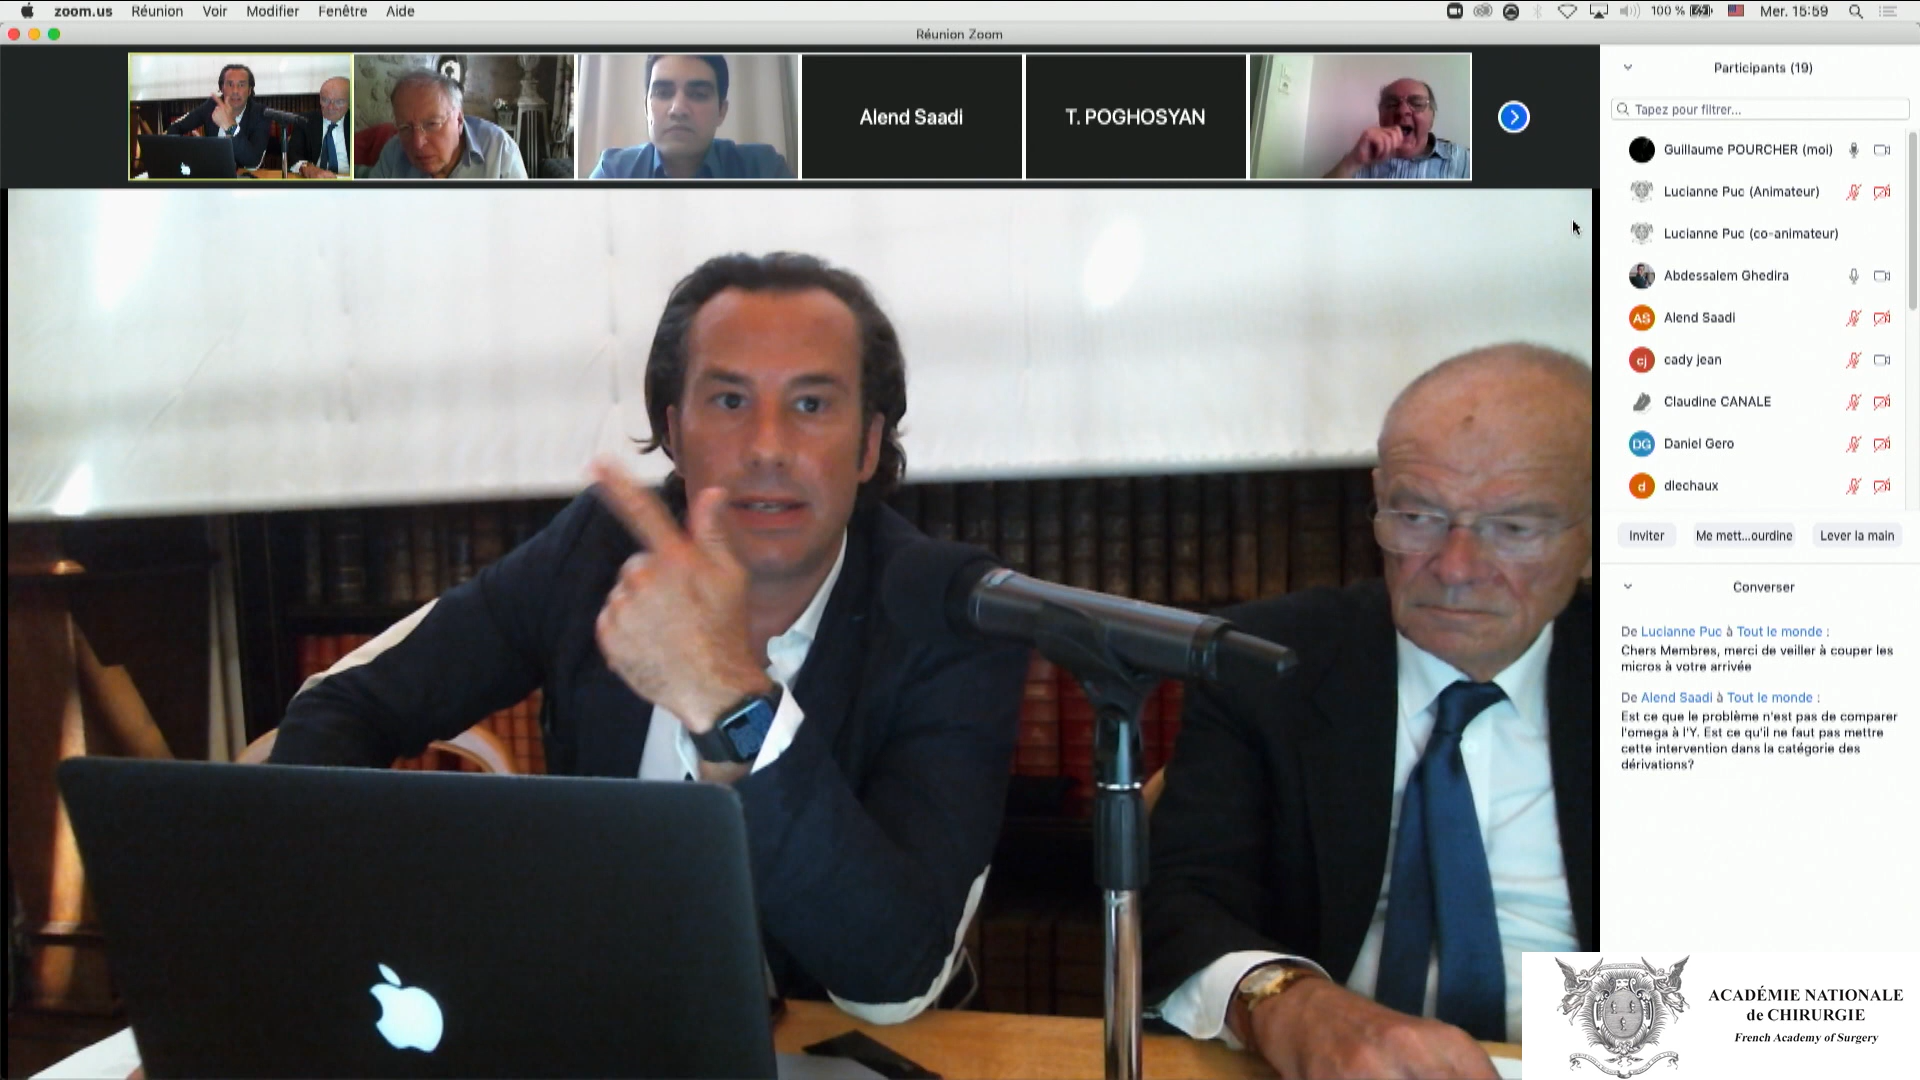 zoom.us Réunion Voir Modifier Fenêtre Aide
100 % Mer. 15:59
Réunion Zoom
Alend Saadi
T. POGHOSYAN
Participants (19)
Tapez pour filtrer...
Guillaume POURCHER (moi)
Lucianne Puc (Animateur)
Lucianne Puc (co-animateur)
Abdessalem Ghedira
AS Alend Saadi
cj cady jean
Claudine CANALE
DG Daniel Gero
d dlechaux
Inviter Me mett...ourdine Lever la main
Converser
De Lucianne Puc à Tout le monde :
Chers Membres, merci de veiller à couper les
micros à votre arrivée
De Alend Saadi à Tout le monde :
Est ce que le problème n'est pas de comparer
l'omega à l'Y. Est ce qu'il ne faut pas mettre
cette intervention dans la catégorie des
dérivations?
ACADÉMIE NATIONALE
de CHIRURGIE
French Academy of Surgery